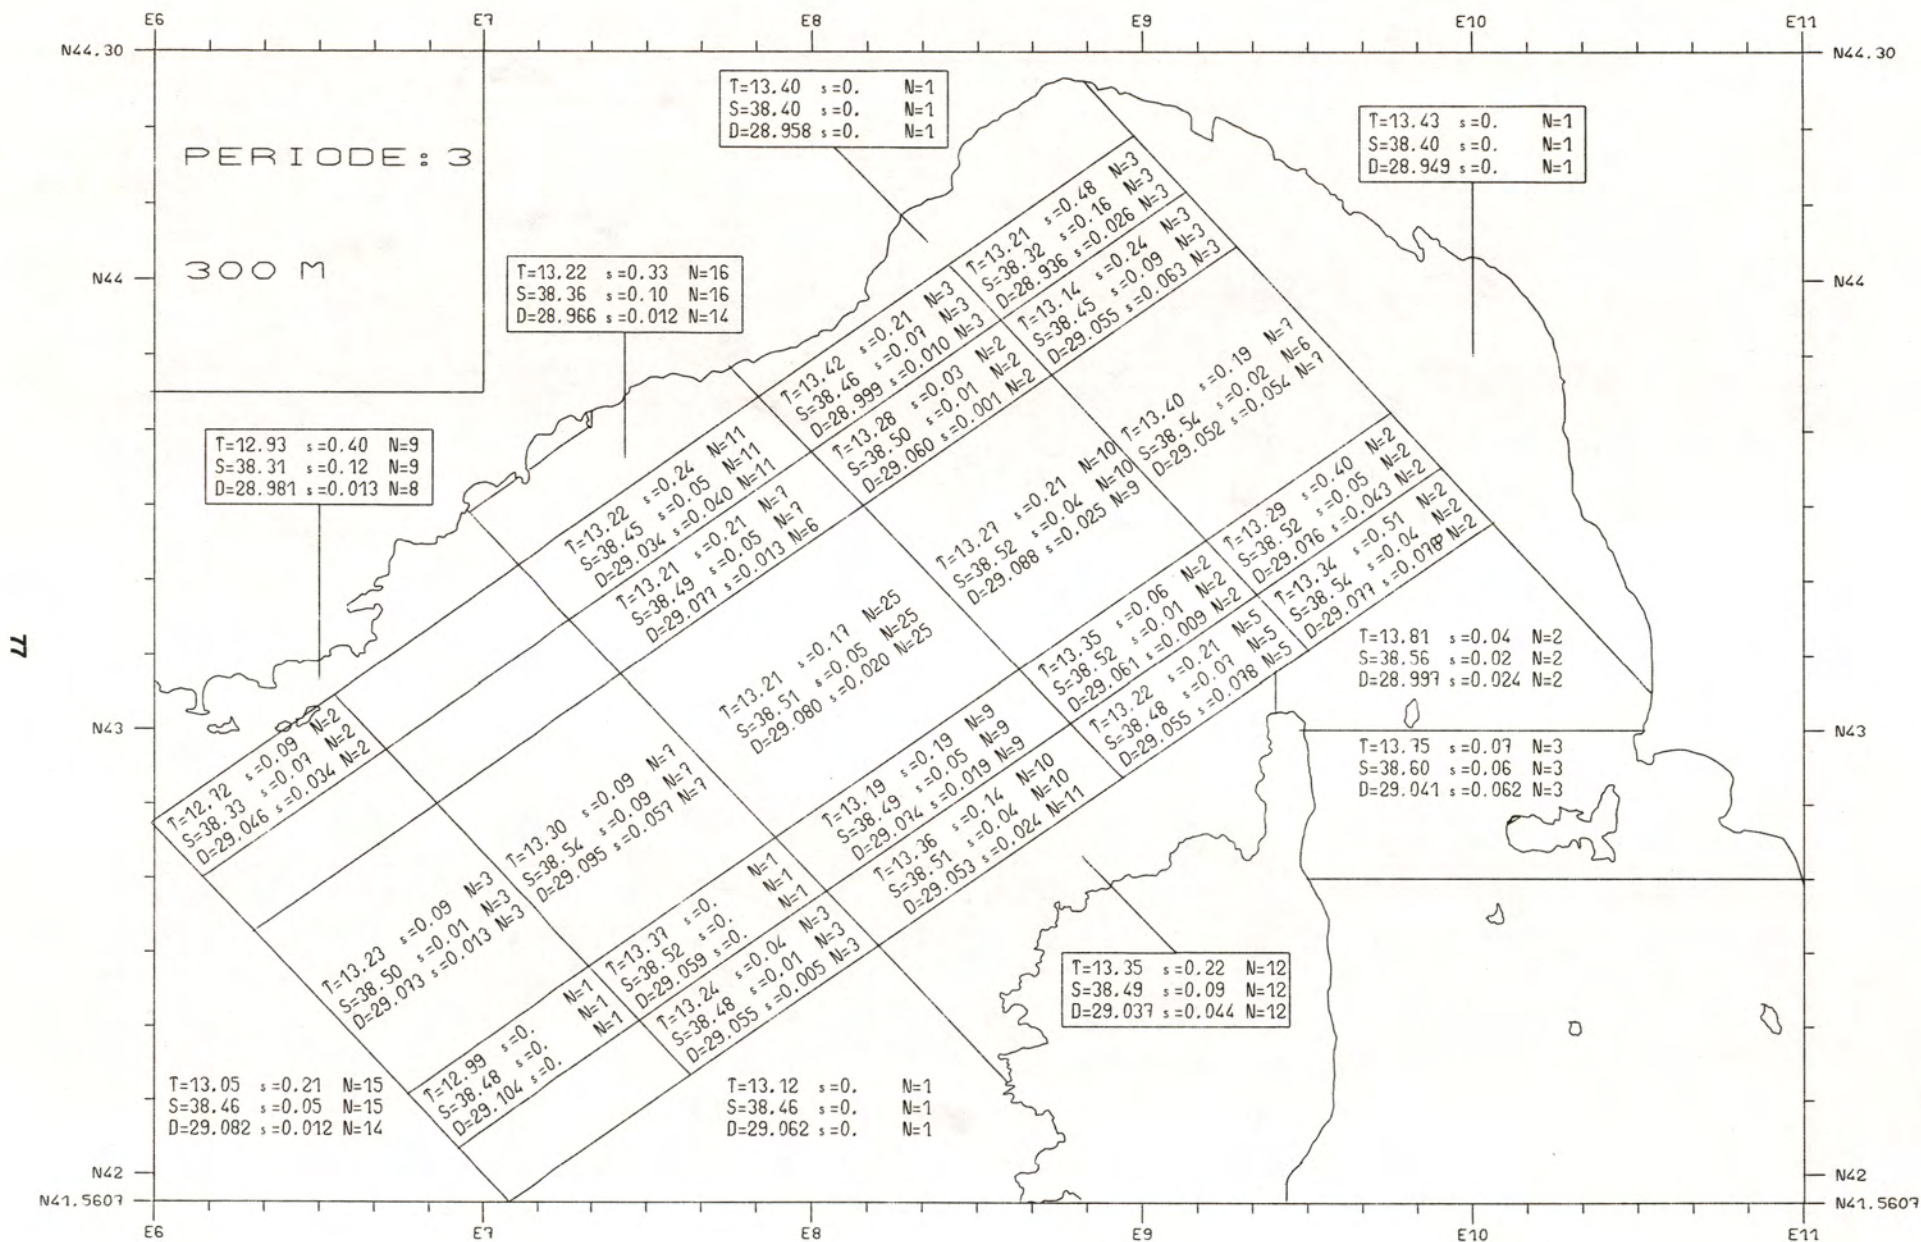 E6 E7 E8 E9 E10 E11
N44.30 N44.30
PERIODE: 3
300 M
T=13.40 s=0. N=1
S=38.40 s=0. N=1
D=28.958 s=0. N=1
T=13.43 s=0. N=1
S=38.40 s=0. N=1
D=28.949 s=0. N=1
T=13.22 s=0.33 N=16
S=38.36 s=0.10 N=16
D=28.966 s=0.012 N=14
N44 N44
T=12.93 s=0.40 N=9
S=38.31 s=0.12 N=9
D=28.981 s=0.013 N=8
T=13.21 s=0.48 N=3
S=38.32 s=0.16 N=3
D=28.936 s=0.026 N=3
T=13.14 s=0.24 N=3
S=38.45 s=0.09 N=3
D=29.055 s=0.063 N=3
T=13.42 s=0.21 N=3
S=38.46 s=0.07 N=3
D=28.999 s=0.010 N=3
T=13.28 s=0.03 N=2
S=38.50 s=0.01 N=2
D=29.060 s=0.001 N=2
T=13.40 s=0.19 N=7
S=38.54 s=0.02 N=6
D=29.052 s=0.054 N=7
T=13.22 s=0.24 N=11
S=38.45 s=0.05 N=11
D=29.034 s=0.040 N=11
T=13.21 s=0.21 N=7
S=38.49 s=0.05 N=7
D=29.077 s=0.013 N=6
T=13.27 s=0.21 N=10
S=38.52 s=0.04 N=10
D=29.088 s=0.025 N=9
T=13.29 s=0.40 N=2
S=38.52 s=0.05 N=2
D=29.076 s=0.043 N=2
T=13.34 s=0.51 N=2
S=38.54 s=0.04 N=2
D=29.077 s=0.078 N=2
T=13.21 s=0.17 N=25
S=38.51 s=0.05 N=25
D=29.080 s=0.020 N=25
T=13.35 s=0.06 N=2
S=38.52 s=0.01 N=2
D=29.061 s=0.009 N=2
T=13.22 s=0.21 N=5
S=38.48 s=0.07 N=5
D=29.055 s=0.078 N=5
T=13.81 s=0.04 N=2
S=38.56 s=0.02 N=2
D=28.997 s=0.024 N=2
77
N43 N43
T=13.75 s=0.07 N=3
S=38.60 s=0.06 N=3
D=29.041 s=0.062 N=3
T=12.72 s=0.09 N=2
S=38.33 s=0.07 N=2
D=29.046 s=0.034 N=2
T=13.30 s=0.09 N=7
S=38.54 s=0.09 N=7
D=29.095 s=0.057 N=7
T=13.19 s=0.19 N=9
S=38.49 s=0.05 N=9
D=29.074 s=0.019 N=9
T=13.36 s=0.14 N=10
S=38.51 s=0.04 N=10
D=29.053 s=0.024 N=11
T=13.23 s=0.09 N=3
S=38.50 s=0.01 N=3
D=29.073 s=0.013 N=3
T=13.37 s=0. N=1
S=38.52 s=0. N=1
D=29.059 s=0. N=1
T=13.24 s=0.04 N=3
S=38.48 s=0.01 N=3
D=29.055 s=0.005 N=3
T=13.35 s=0.22 N=12
S=38.49 s=0.09 N=12
D=29.037 s=0.044 N=12
T=12.99 s=0. N=1
S=38.48 s=0. N=1
D=29.104 s=0. N=1
T=13.05 s=0.21 N=15
S=38.46 s=0.05 N=15
D=29.082 s=0.012 N=14
T=13.12 s=0. N=1
S=38.46 s=0. N=1
D=29.062 s=0. N=1
N42 N42
N41.5607 N41.5607
E6 E7 E8 E9 E10 E11